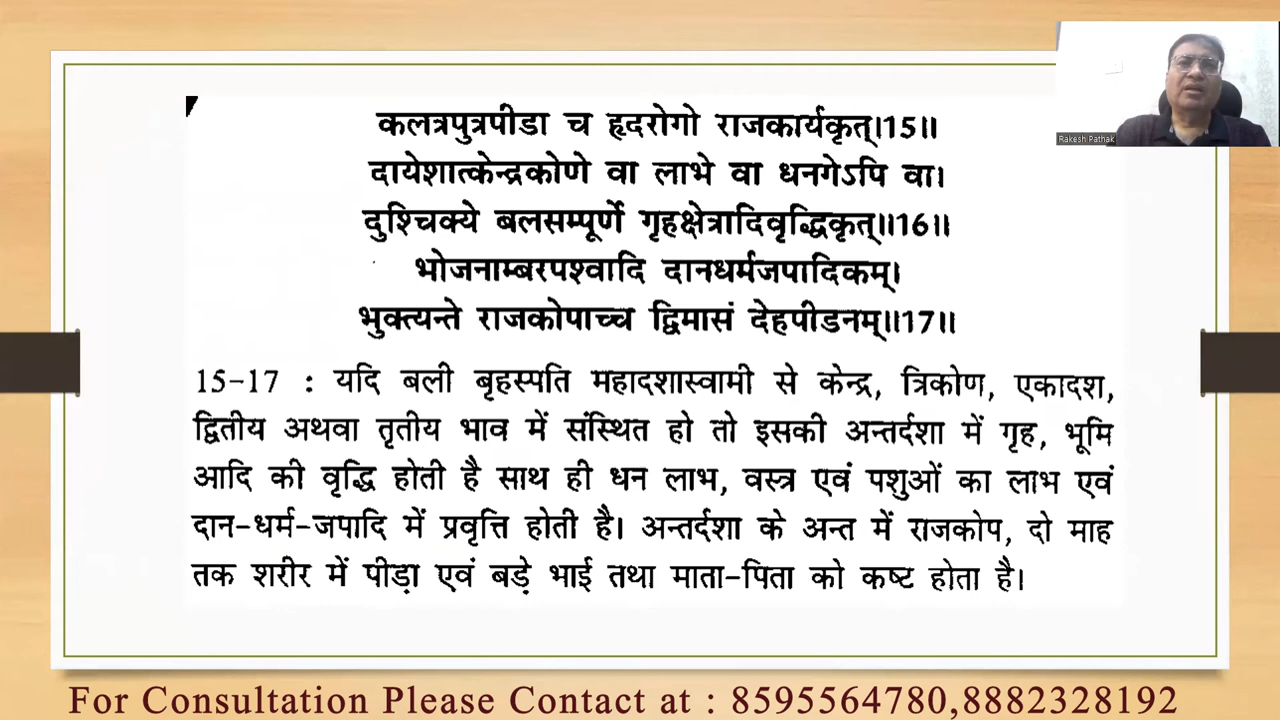 कलत्रपुत्रपीडा च हृदरोगो राजकार्यकृत्।15॥
Rakesh Pathak
दायेशात्केन्द्रकोणे वा लाभे वा धनगेऽपि वा।
दुश्चिक्ये बलसम्पूर्णे गृहक्षेत्रादिवृद्धिकृत्॥16॥
भोजनाम्बरपश्वादि दानधर्मजपादिकम्।
भुक्त्यन्ते राजकोपाच्च द्विमासं देहपीडनम्॥17॥
15-17 : यदि बली बृहस्पति महादशास्वामी से केन्द्र, त्रिकोण, एकादश,
द्वितीय अथवा तृतीय भाव में संस्थित हो तो इसकी अन्तर्दशा में गृह, भूमि
आदि की वृद्धि होती है साथ ही धन लाभ, वस्त्र एवं पशुओं का लाभ एवं
दान-धर्म-जपादि में प्रवृत्ति होती है। अन्तर्दशा के अन्त में राजकोप, दो माह
तक शरीर में पीड़ा एवं बड़े भाई तथा माता-पिता को कष्ट होता है।
For Consultation Please Contact at : 8595564780,8882328192